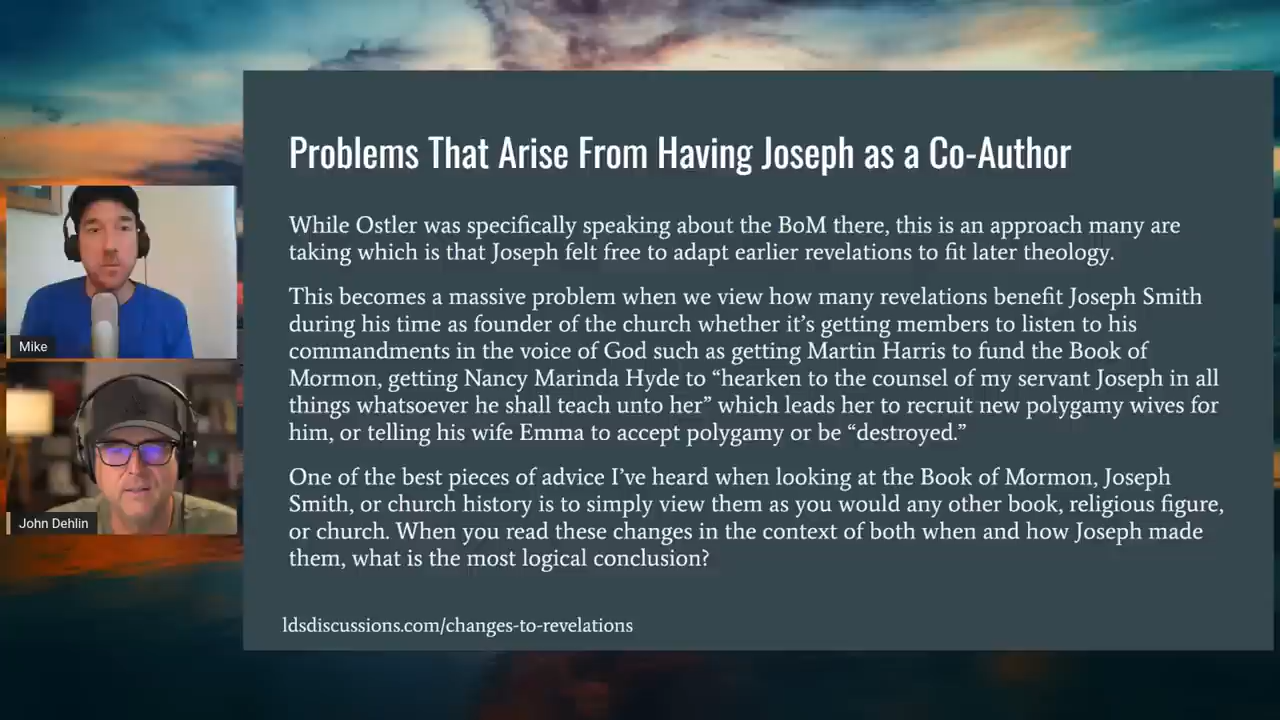 Problems That Arise From Having Joseph as a Co-Author
While Ostler was specifically speaking about the BoM there, this is an approach many are
taking which is that Joseph felt free to adapt earlier revelations to fit later theology.
This becomes a massive problem when we view how many revelations benefit Joseph Smith
during his time as founder of the church whether it’s getting members to listen to his
commandments in the voice of God such as getting Martin Harris to fund the Book of
Mormon, getting Nancy Marinda Hyde to “hearken to the counsel of my servant Joseph in all
things whatsoever he shall teach unto her” which leads her to recruit new polygamy wives for
him, or telling his wife Emma to accept polygamy or be “destroyed.”
One of the best pieces of advice I’ve heard when looking at the Book of Mormon, Joseph
Smith, or church history is to simply view them as you would any other book, religious figure,
or church. When you read these changes in the context of both when and how Joseph made
them, what is the most logical conclusion?
ldsdiscussions.com/changes-to-revelations
Mike
John Dehlin